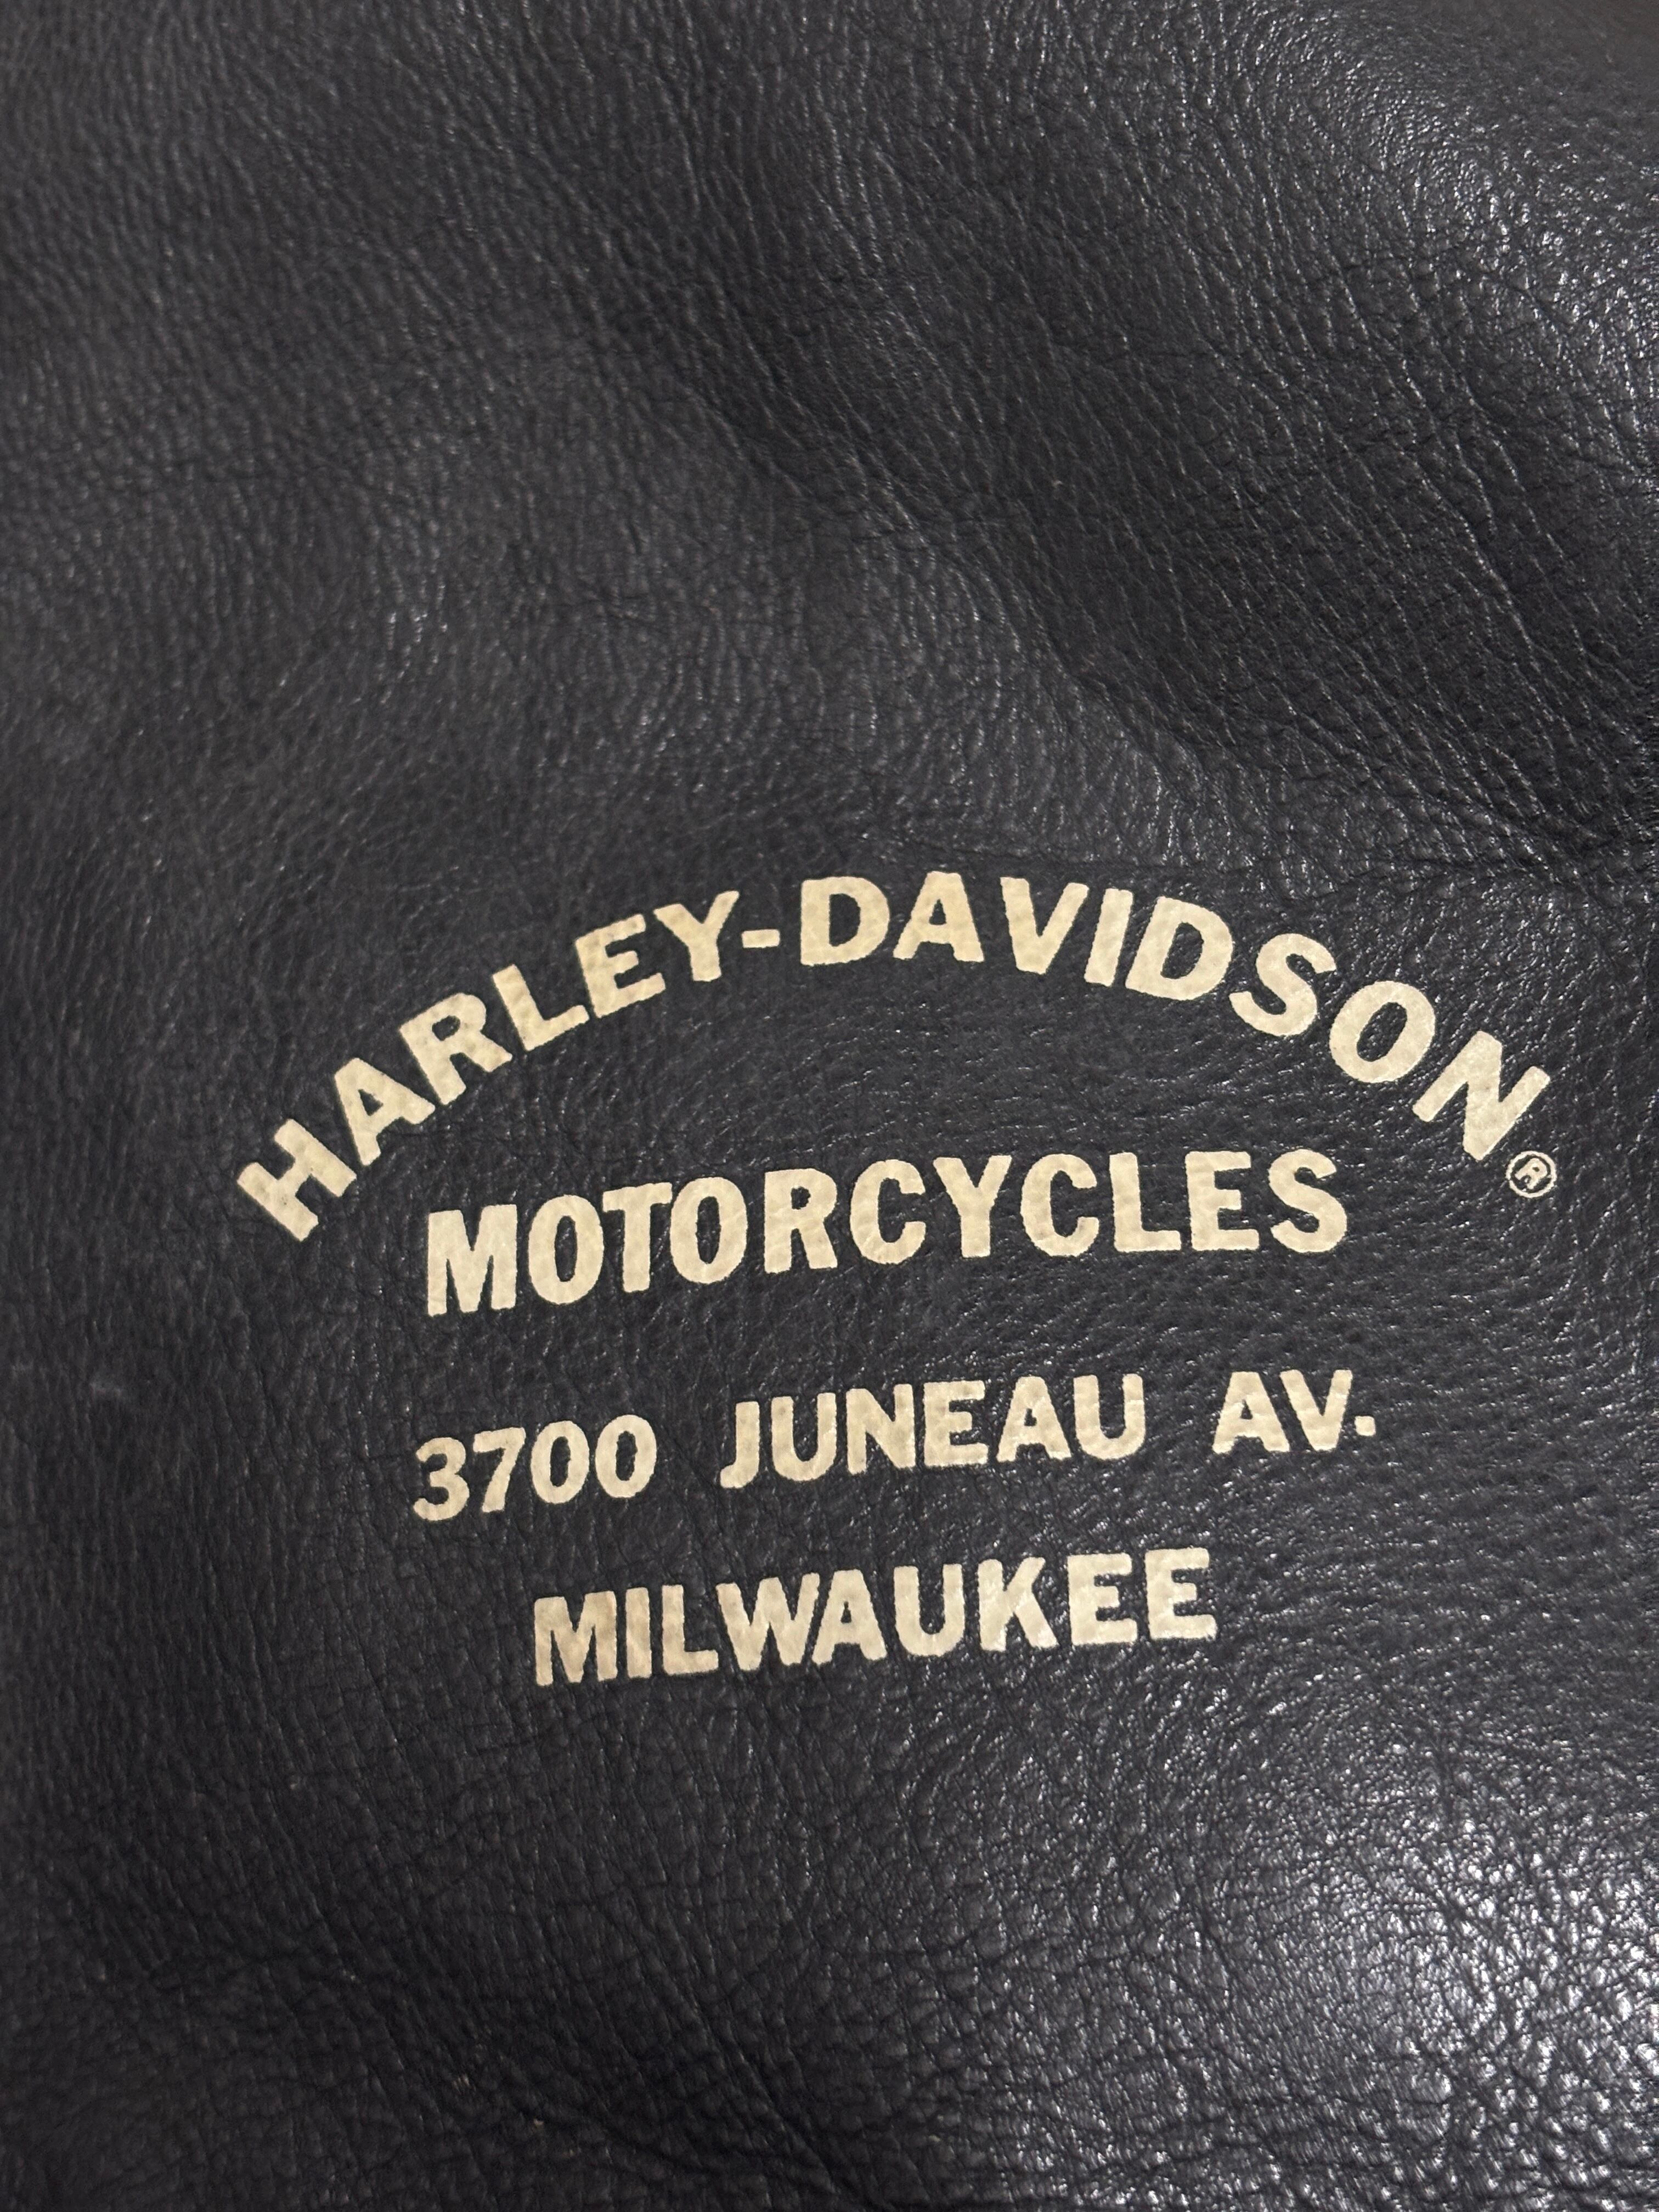 HARLEY-DAVIDSON®
MOTORCYCLES
3700 JUNEAU AV.
MILWAUKEE